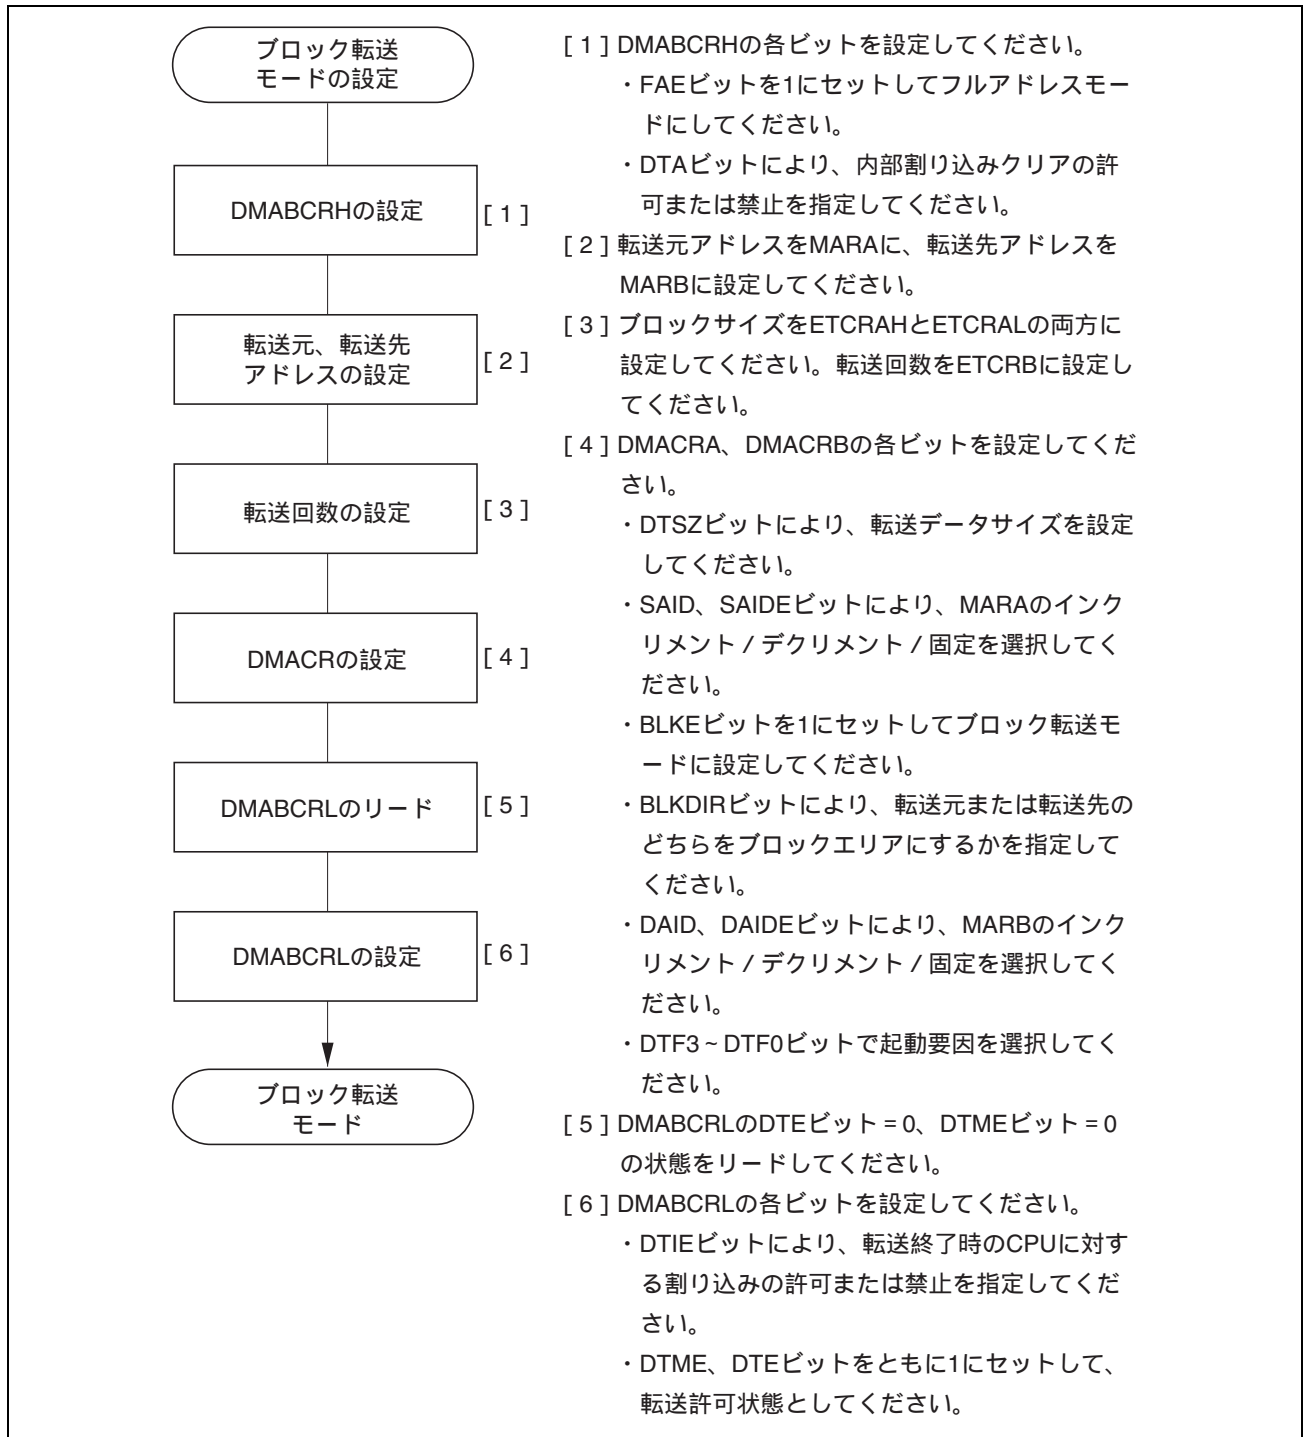 ブロック転送
モードの設定
DMABCRHの設定
[ 1 ]
転送元、転送先
アドレスの設定
[ 2 ]
転送回数の設定
[ 3 ]
DMACRの設定
[ 4 ]
DMABCRLのリード
[ 5 ]
DMABCRLの設定
[ 6 ]
ブロック転送
モード
[ 1 ] DMABCRHの各ビットを設定してください。
・FAEビットを1にセットしてフルアドレスモー
ドにしてください。
・DTAビットにより、内部割り込みクリアの許
可または禁止を指定してください。
[ 2 ] 転送元アドレスをMARAに、転送先アドレスを
MARBに設定してください。
[ 3 ] ブロックサイズをETCRAHとETCRALの両方に
設定してください。転送回数をETCRBに設定し
てください。
[ 4 ] DMACRA、DMACRBの各ビットを設定してくだ
さい。
・DTSZビットにより、転送データサイズを設定
してください。
・SAID、SAIDEビットにより、MARAのインク
リメント / デクリメント / 固定を選択してく
ださい。
・BLKEビットを1にセットしてブロック転送モ
ードに設定してください。
・BLKDIRビットにより、転送元または転送先の
どちらをブロックエリアにするかを指定して
ください。
・DAID、DAIDEビットにより、MARBのインク
リメント / デクリメント / 固定を選択してく
ださい。
・DTF3~DTF0ビットで起動要因を選択してく
ださい。
[ 5 ] DMABCRLのDTEビット = 0、DTMEビット = 0
の状態をリードしてください。
[ 6 ] DMABCRLの各ビットを設定してください。
・DTIEビットにより、転送終了時のCPUに対す
る割り込みの許可または禁止を指定してくだ
さい。
・DTME、DTEビットをともに1にセットして、
転送許可状態としてください。